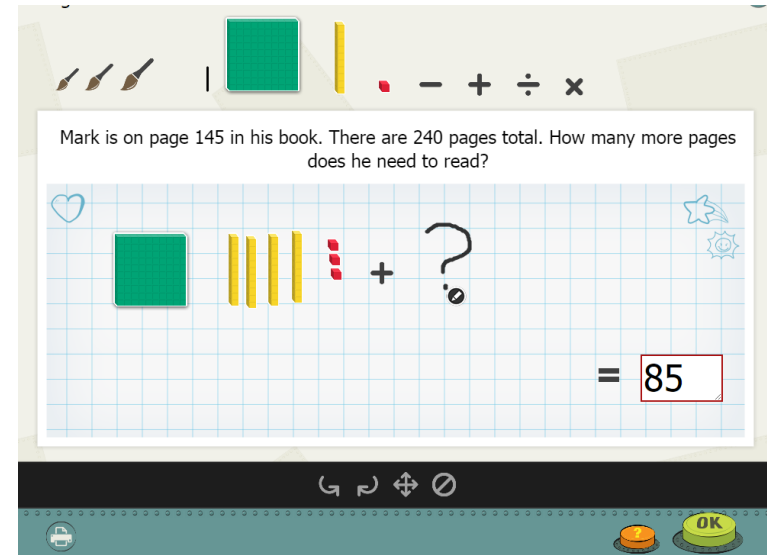 − + ÷ ×
Mark is on page 145 in his book. There are 240 pages total. How many more pages
does he need to read?
+ ?
= 85
? OK